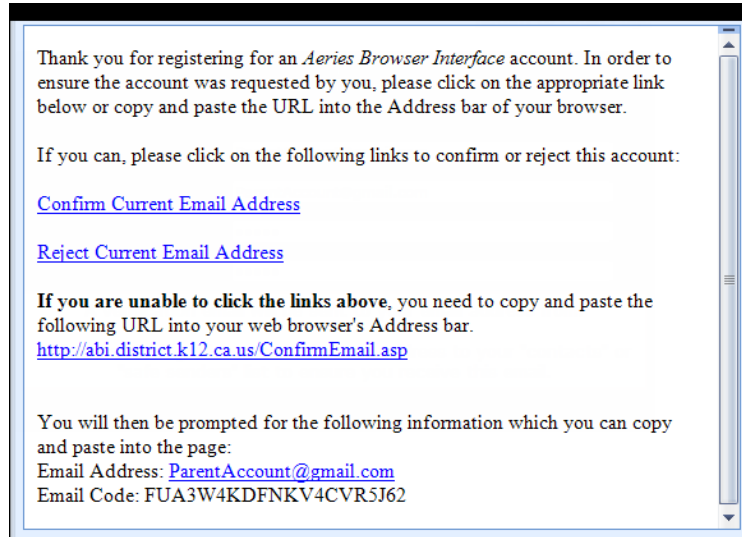 Thank you for registering for an Aeries Browser Interface account. In order to
ensure the account was requested by you, please click on the appropriate link
below or copy and paste the URL into the Address bar of your browser.
If you can, please click on the following links to confirm or reject this account:
Confirm Current Email Address
Reject Current Email Address
If you are unable to click the links above, you need to copy and paste the
following URL into your web browser's Address bar.
http://abi.district.k12.ca.us/ConfirmEmail.asp
You will then be prompted for the following information which you can copy
and paste into the page:
Email Address: ParentAccount@gmail.com
Email Code: FUA3W4KDFNKV4CVR5J62